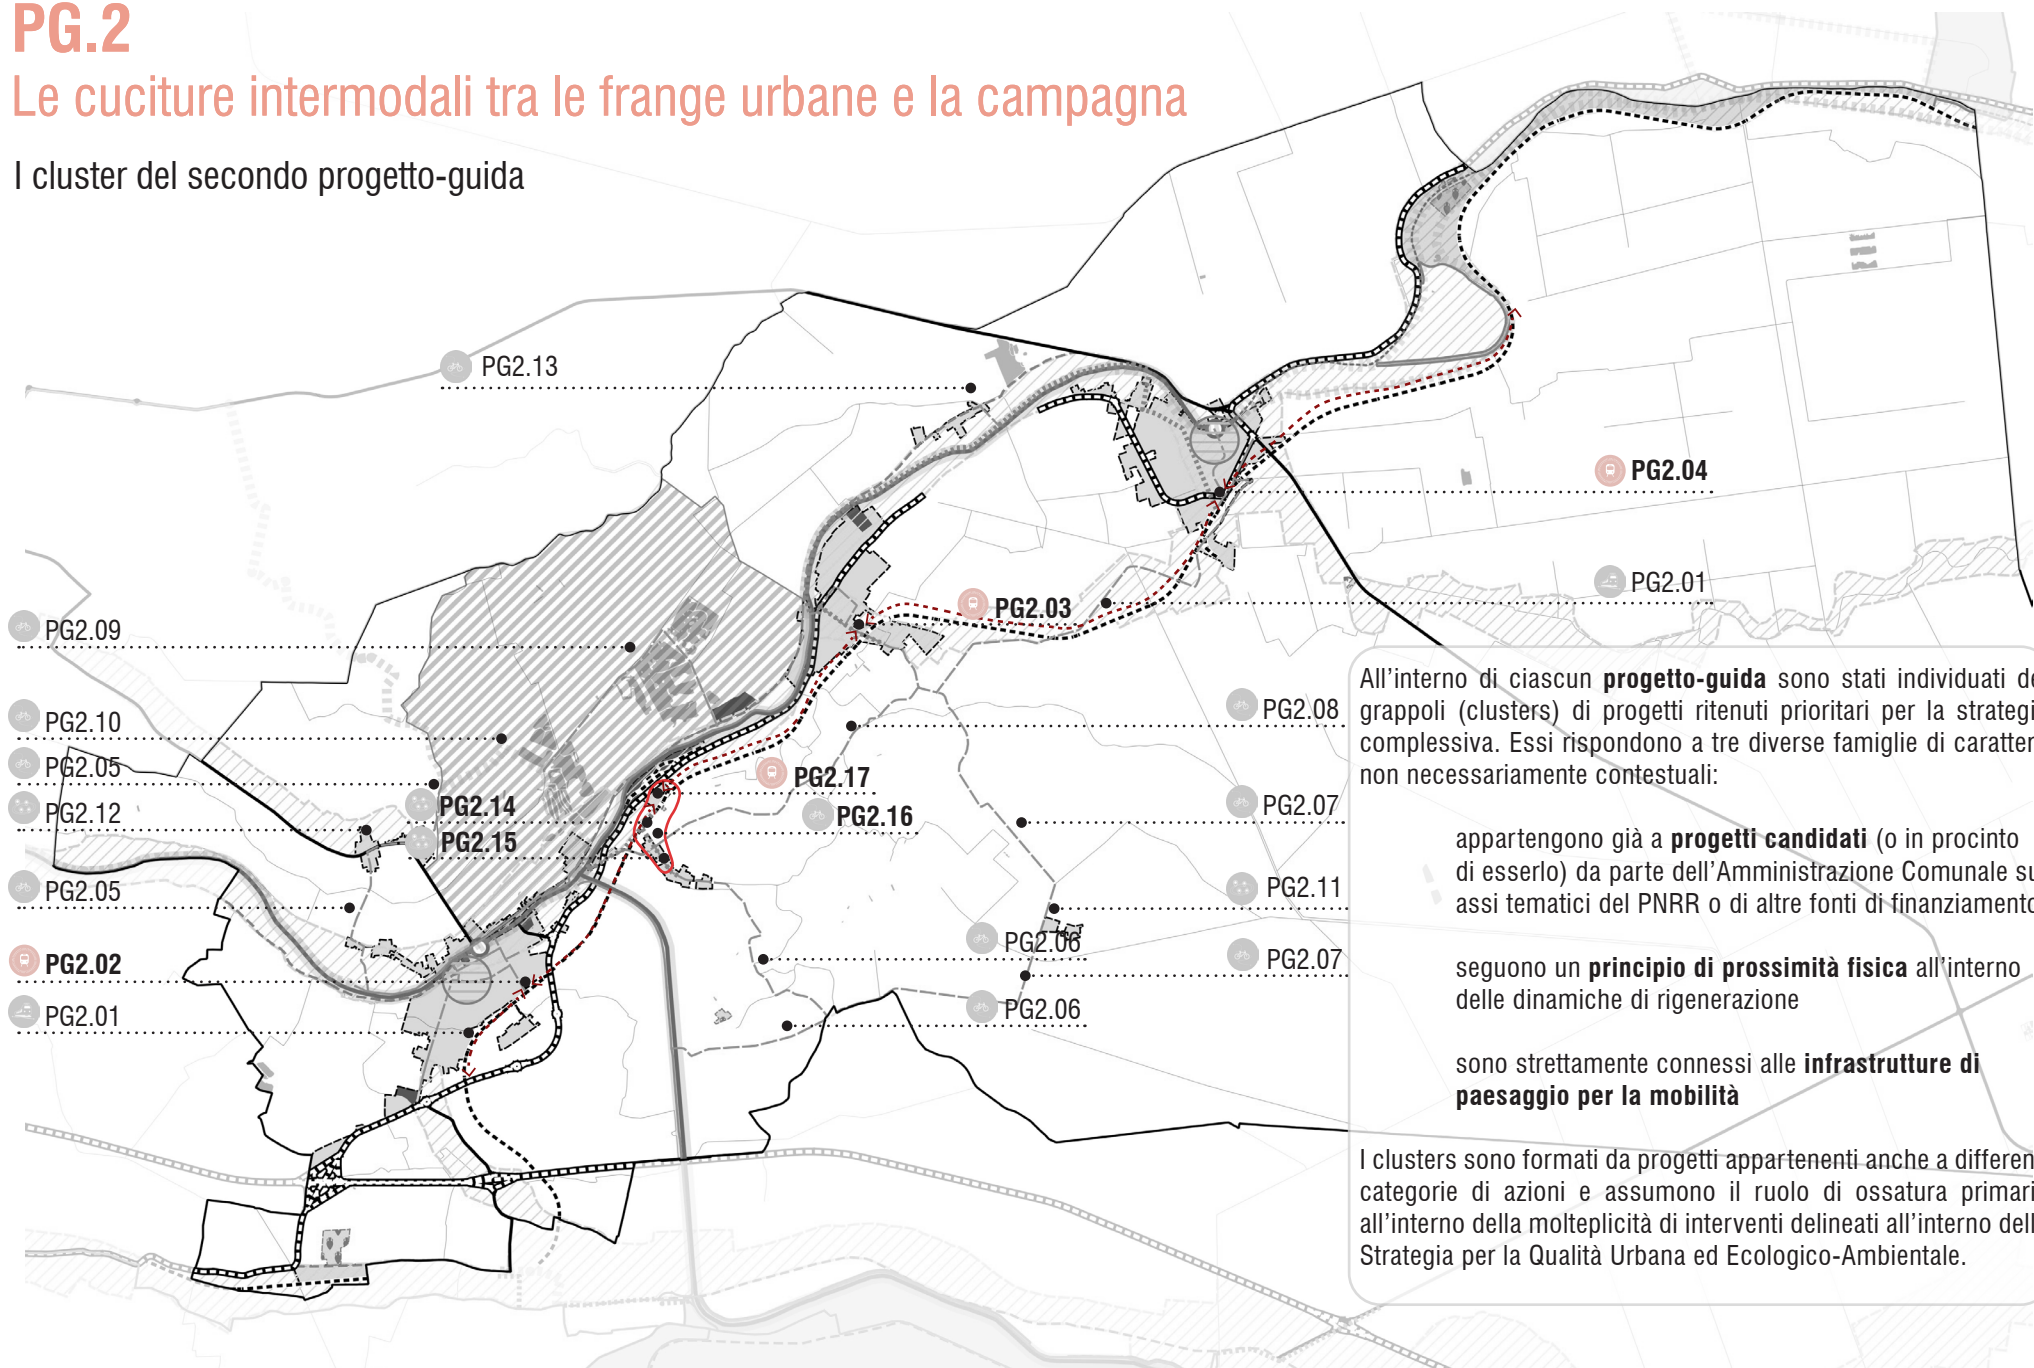 PG.2
Le cuciture intermodali tra le frange urbane e la campagna
I cluster del secondo progetto-guida
PG2.13
PG2.04
PG2.01
PG2.03
PG2.09
PG2.10
PG2.05
PG2.12
PG2.05
PG2.02
PG2.01
PG2.14
PG2.15
PG2.17
PG2.16
PG2.08
PG2.07
PG2.11
PG2.06
PG2.07
PG2.06
All'interno di ciascun progetto-guida sono stati individuati de
grappoli (clusters) di progetti ritenuti prioritari per la strategi
complessiva. Essi rispondono a tre diverse famiglie di caratter
non necessariamente contestuali:
appartengono già a progetti candidati (o in procinto
di esserlo) da parte dell'Amministrazione Comunale su
assi tematici del PNRR o di altre fonti di finanziamento
seguono un principio di prossimità fisica all'interno
delle dinamiche di rigenerazione
sono strettamente connessi alle infrastrutture di
paesaggio per la mobilità
I clusters sono formati da progetti appartenenti anche a differen
categorie di azioni e assumono il ruolo di ossatura primari
all'interno della molteplicità di interventi delineati all'interno dell
Strategia per la Qualità Urbana ed Ecologico-Ambientale.